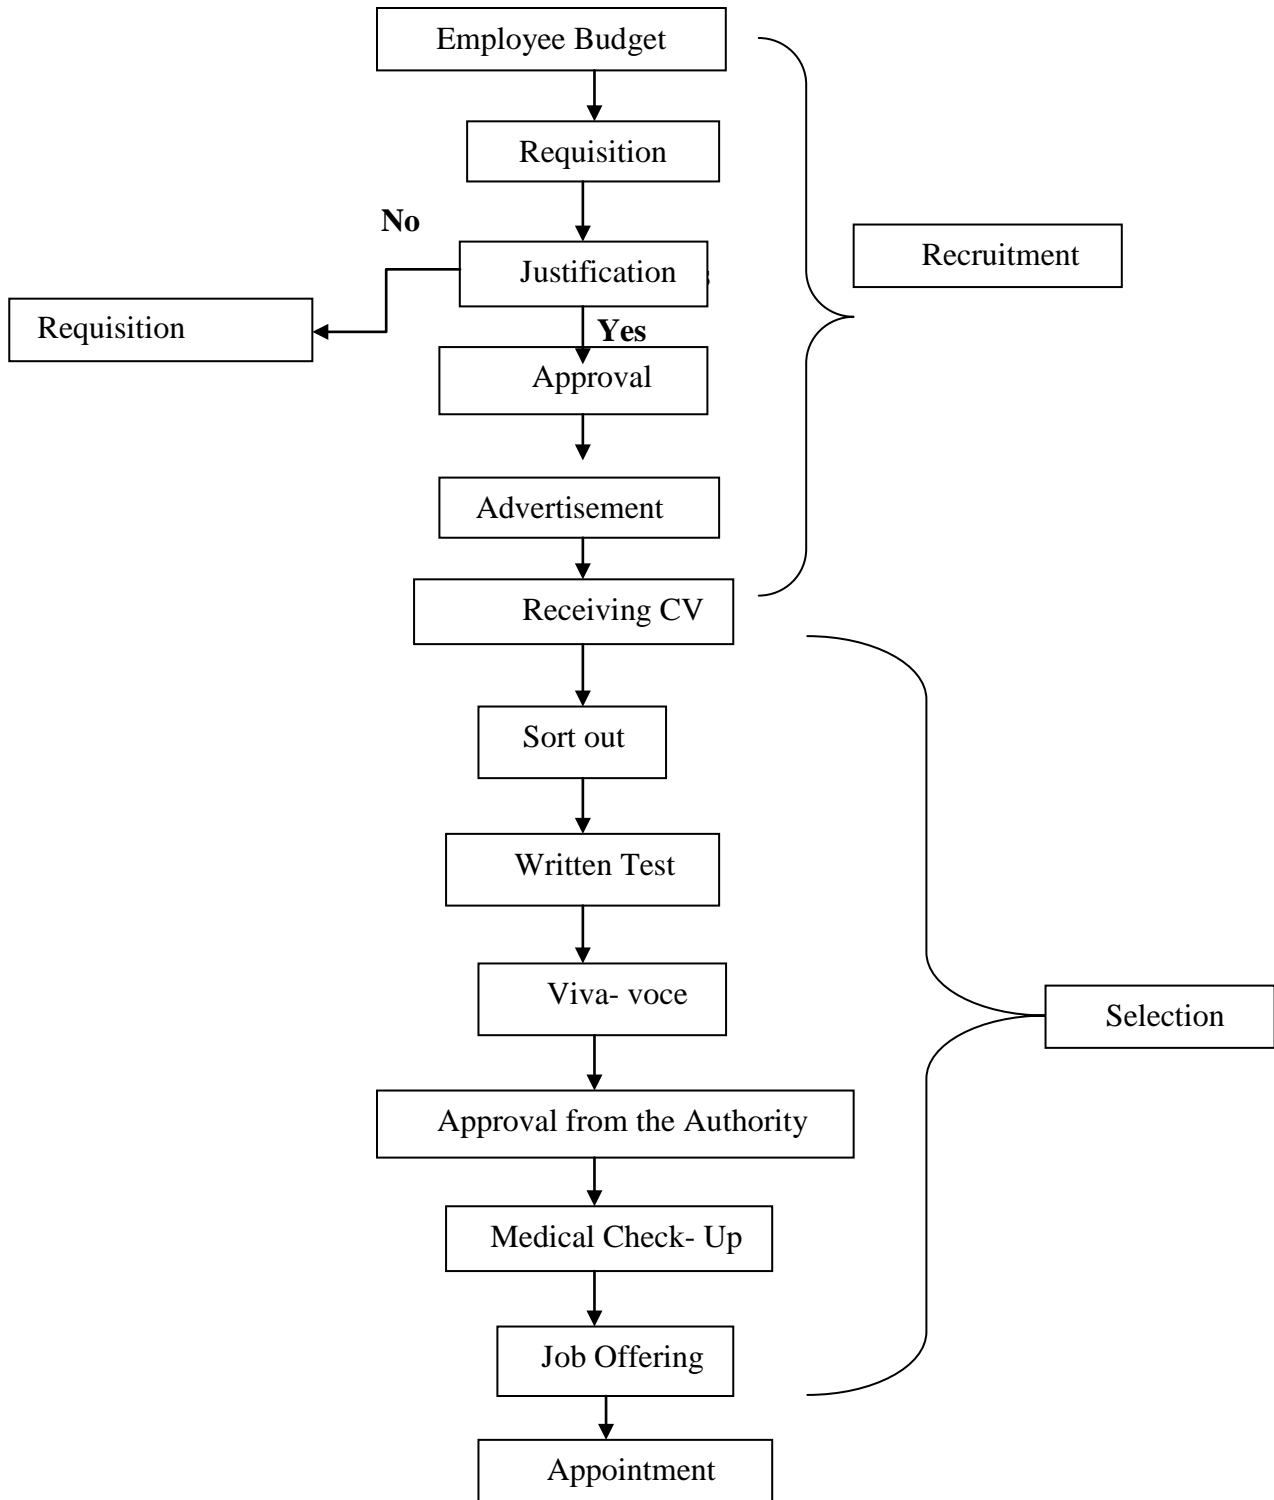 Employee Budget
Requisition
No
Justification
Recruitment
Requisition
Yes
Approval
Advertisement
Receiving CV
Sort out
Written Test
Viva- voce
Selection
Approval from the Authority
Medical Check- Up
Job Offering
Appointment